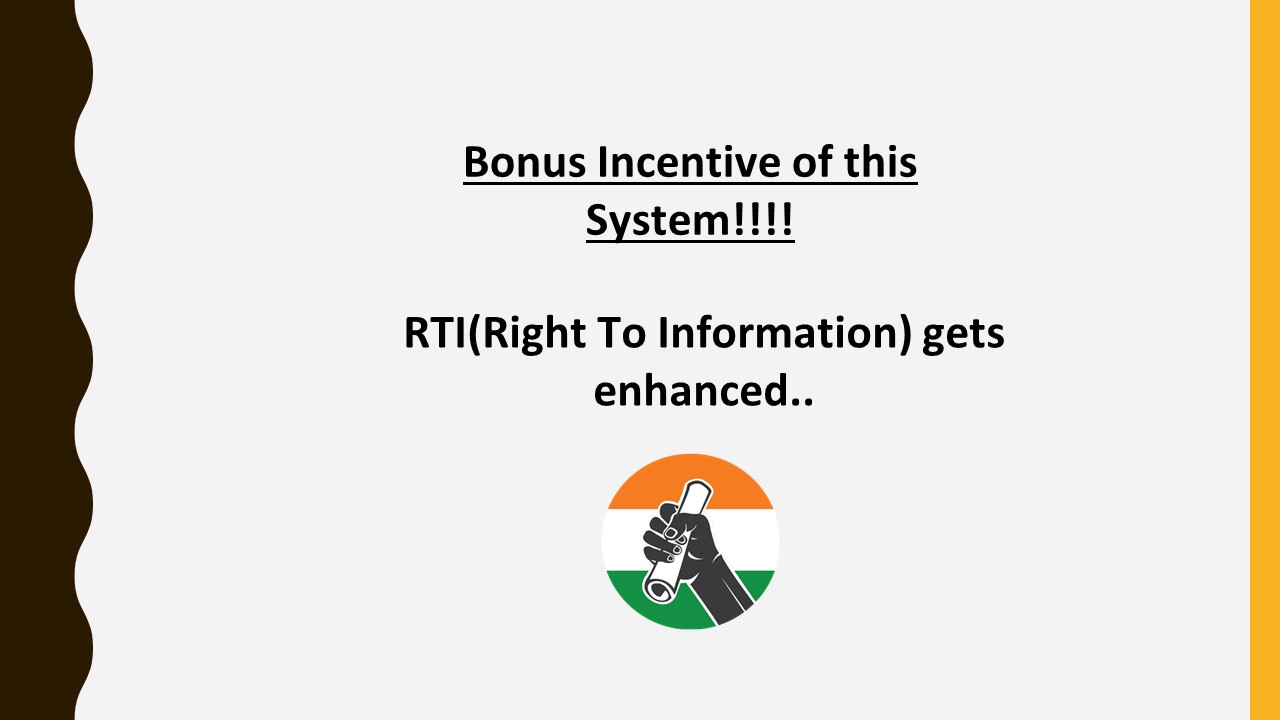 Bonus Incentive of this
System!!!!
RTI(Right To Information) gets
enhanced..